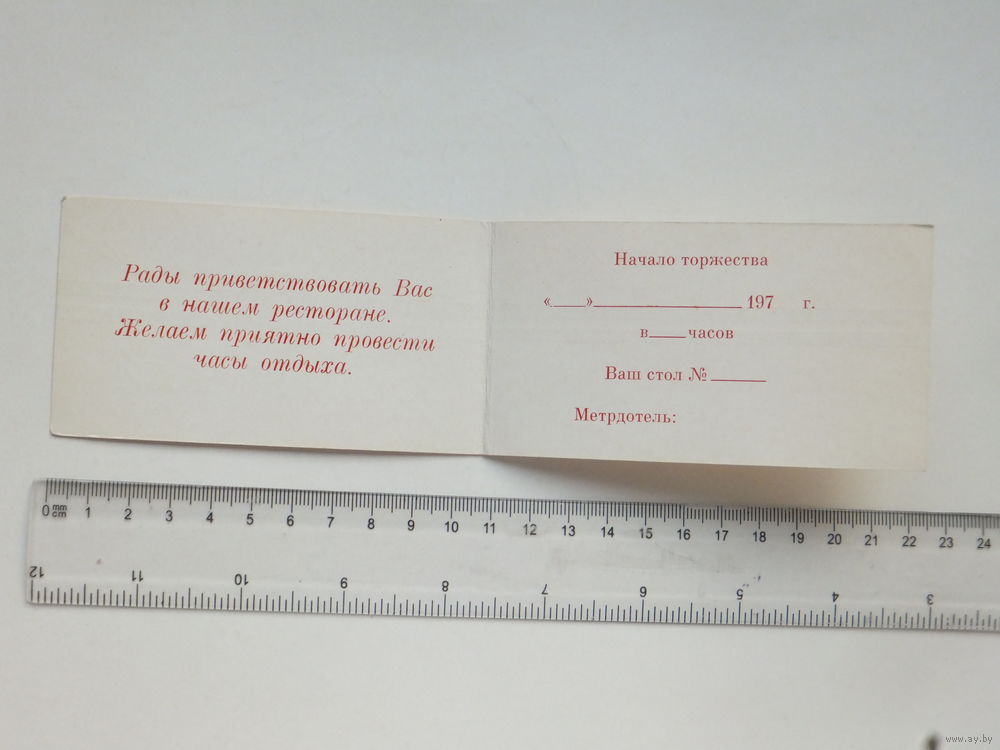 Рады приветствовать Вас
в нашем ресторане.
Желаем приятно провести
часы отдыха.
Начало торжества
«___»______________ 197 г.
в____часов
Ваш стол №______
Метрдотель:
0 mm cm 1 2 3 4 5 6 7 8 9 10 11 12 13 14 15 16 17 18 19 20 21 22 23 24
12 11 10 9 8 7 6 5 4 3
www.ay.by